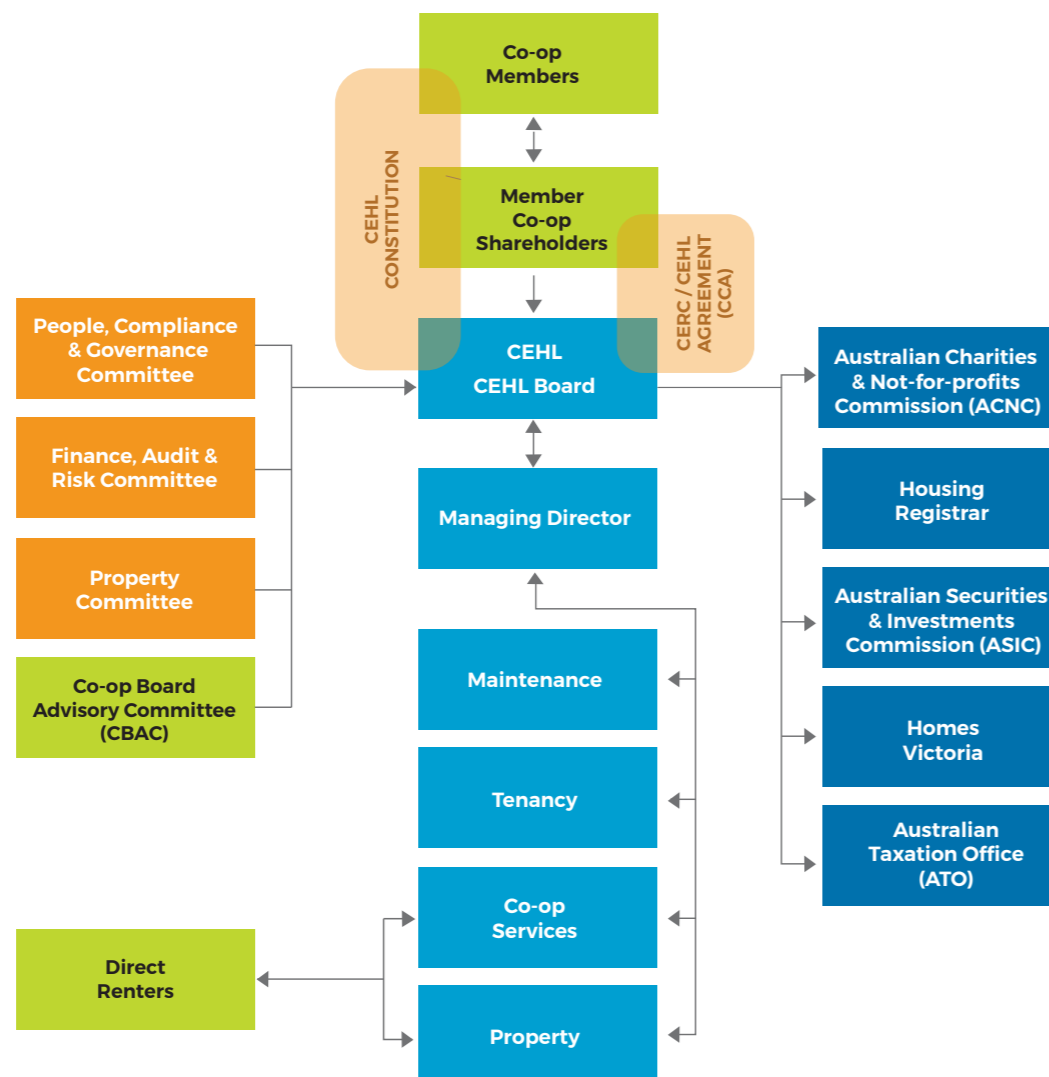 Co-op
Members
CEHL
CONSTITUTION
Member
Co-op
Shareholders
CERC / CEHL
AGREEMENT
(CCA)
CEHL
CEHL Board
People, Compliance
& Governance
Committee
Finance, Audit &
Risk Committee
Property
Committee
Co-op Board
Advisory Committee
(CBAC)
Managing Director
Maintenance
Tenancy
Co-op
Services
Property
Direct
Renters
Australian Charities
& Not-for-profits
Commission (ACNC)
Housing
Registrar
Australian Securities
& Investments
Commission (ASIC)
Homes
Victoria
Australian
Taxation Office
(ATO)